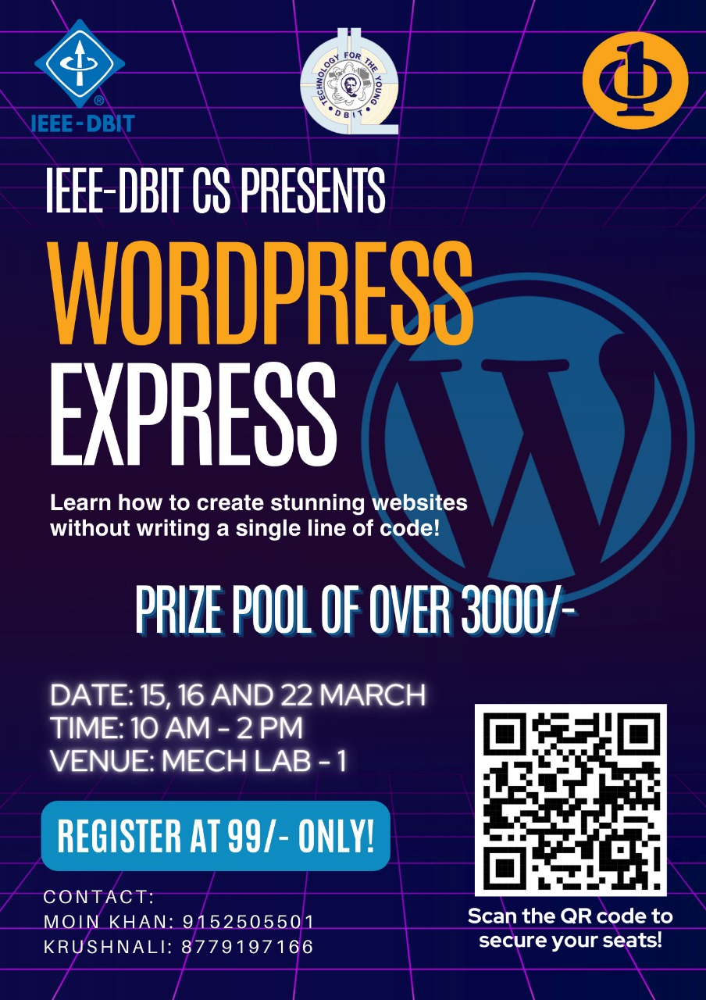 IEEE-DBIT
®
TECHNOLOGY FOR THE YOUNG
DBIT
IEEE-DBIT CS PRESENTS
WORDPRESS
EXPRESS
Learn how to create stunning websites
without writing a single line of code!
PRIZE POOL OF OVER 3000/-
DATE: 15, 16 AND 22 MARCH
TIME: 10 AM - 2 PM
VENUE: MECH LAB - 1
REGISTER AT 99/- ONLY!
CONTACT:
MOIN KHAN: 9152505501
KRUSHNALI: 8779197166
Scan the QR code to
secure your seats!